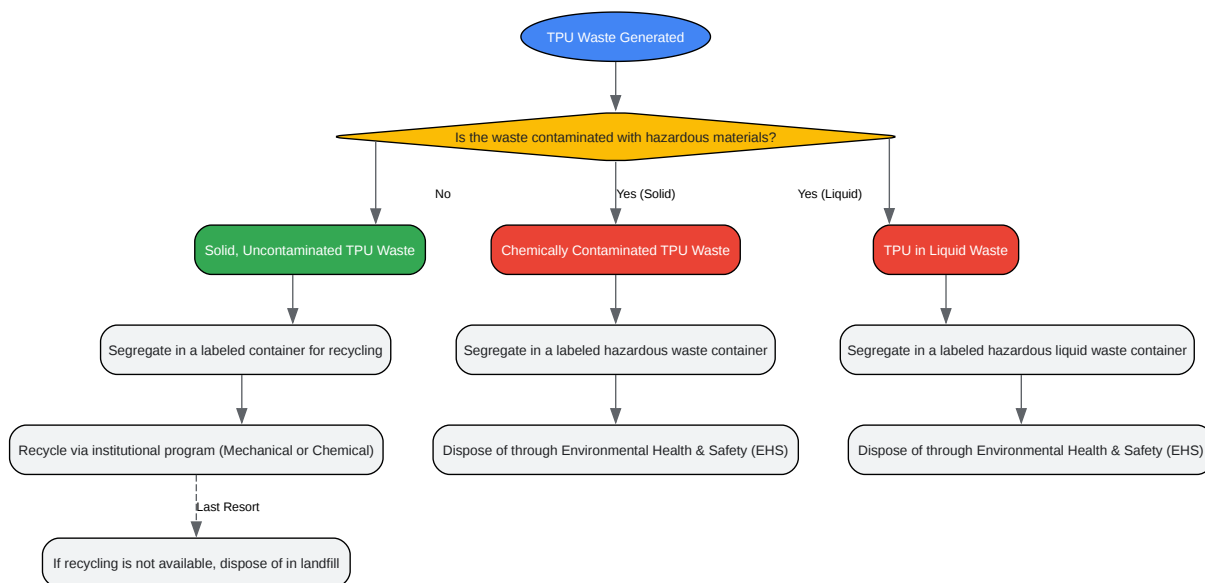 TPU Waste Generated
Is the waste contaminated with hazardous materials?
No
Yes (Solid)
Yes (Liquid)
Solid, Uncontaminated TPU Waste
Chemically Contaminated TPU Waste
TPU in Liquid Waste
Segregate in a labeled container for recycling
Segregate in a labeled hazardous waste container
Segregate in a labeled hazardous liquid waste container
Recycle via institutional program (Mechanical or Chemical)
Dispose of through Environmental Health & Safety (EHS)
Dispose of through Environmental Health & Safety (EHS)
Last Resort
If recycling is not available, dispose of in landfill